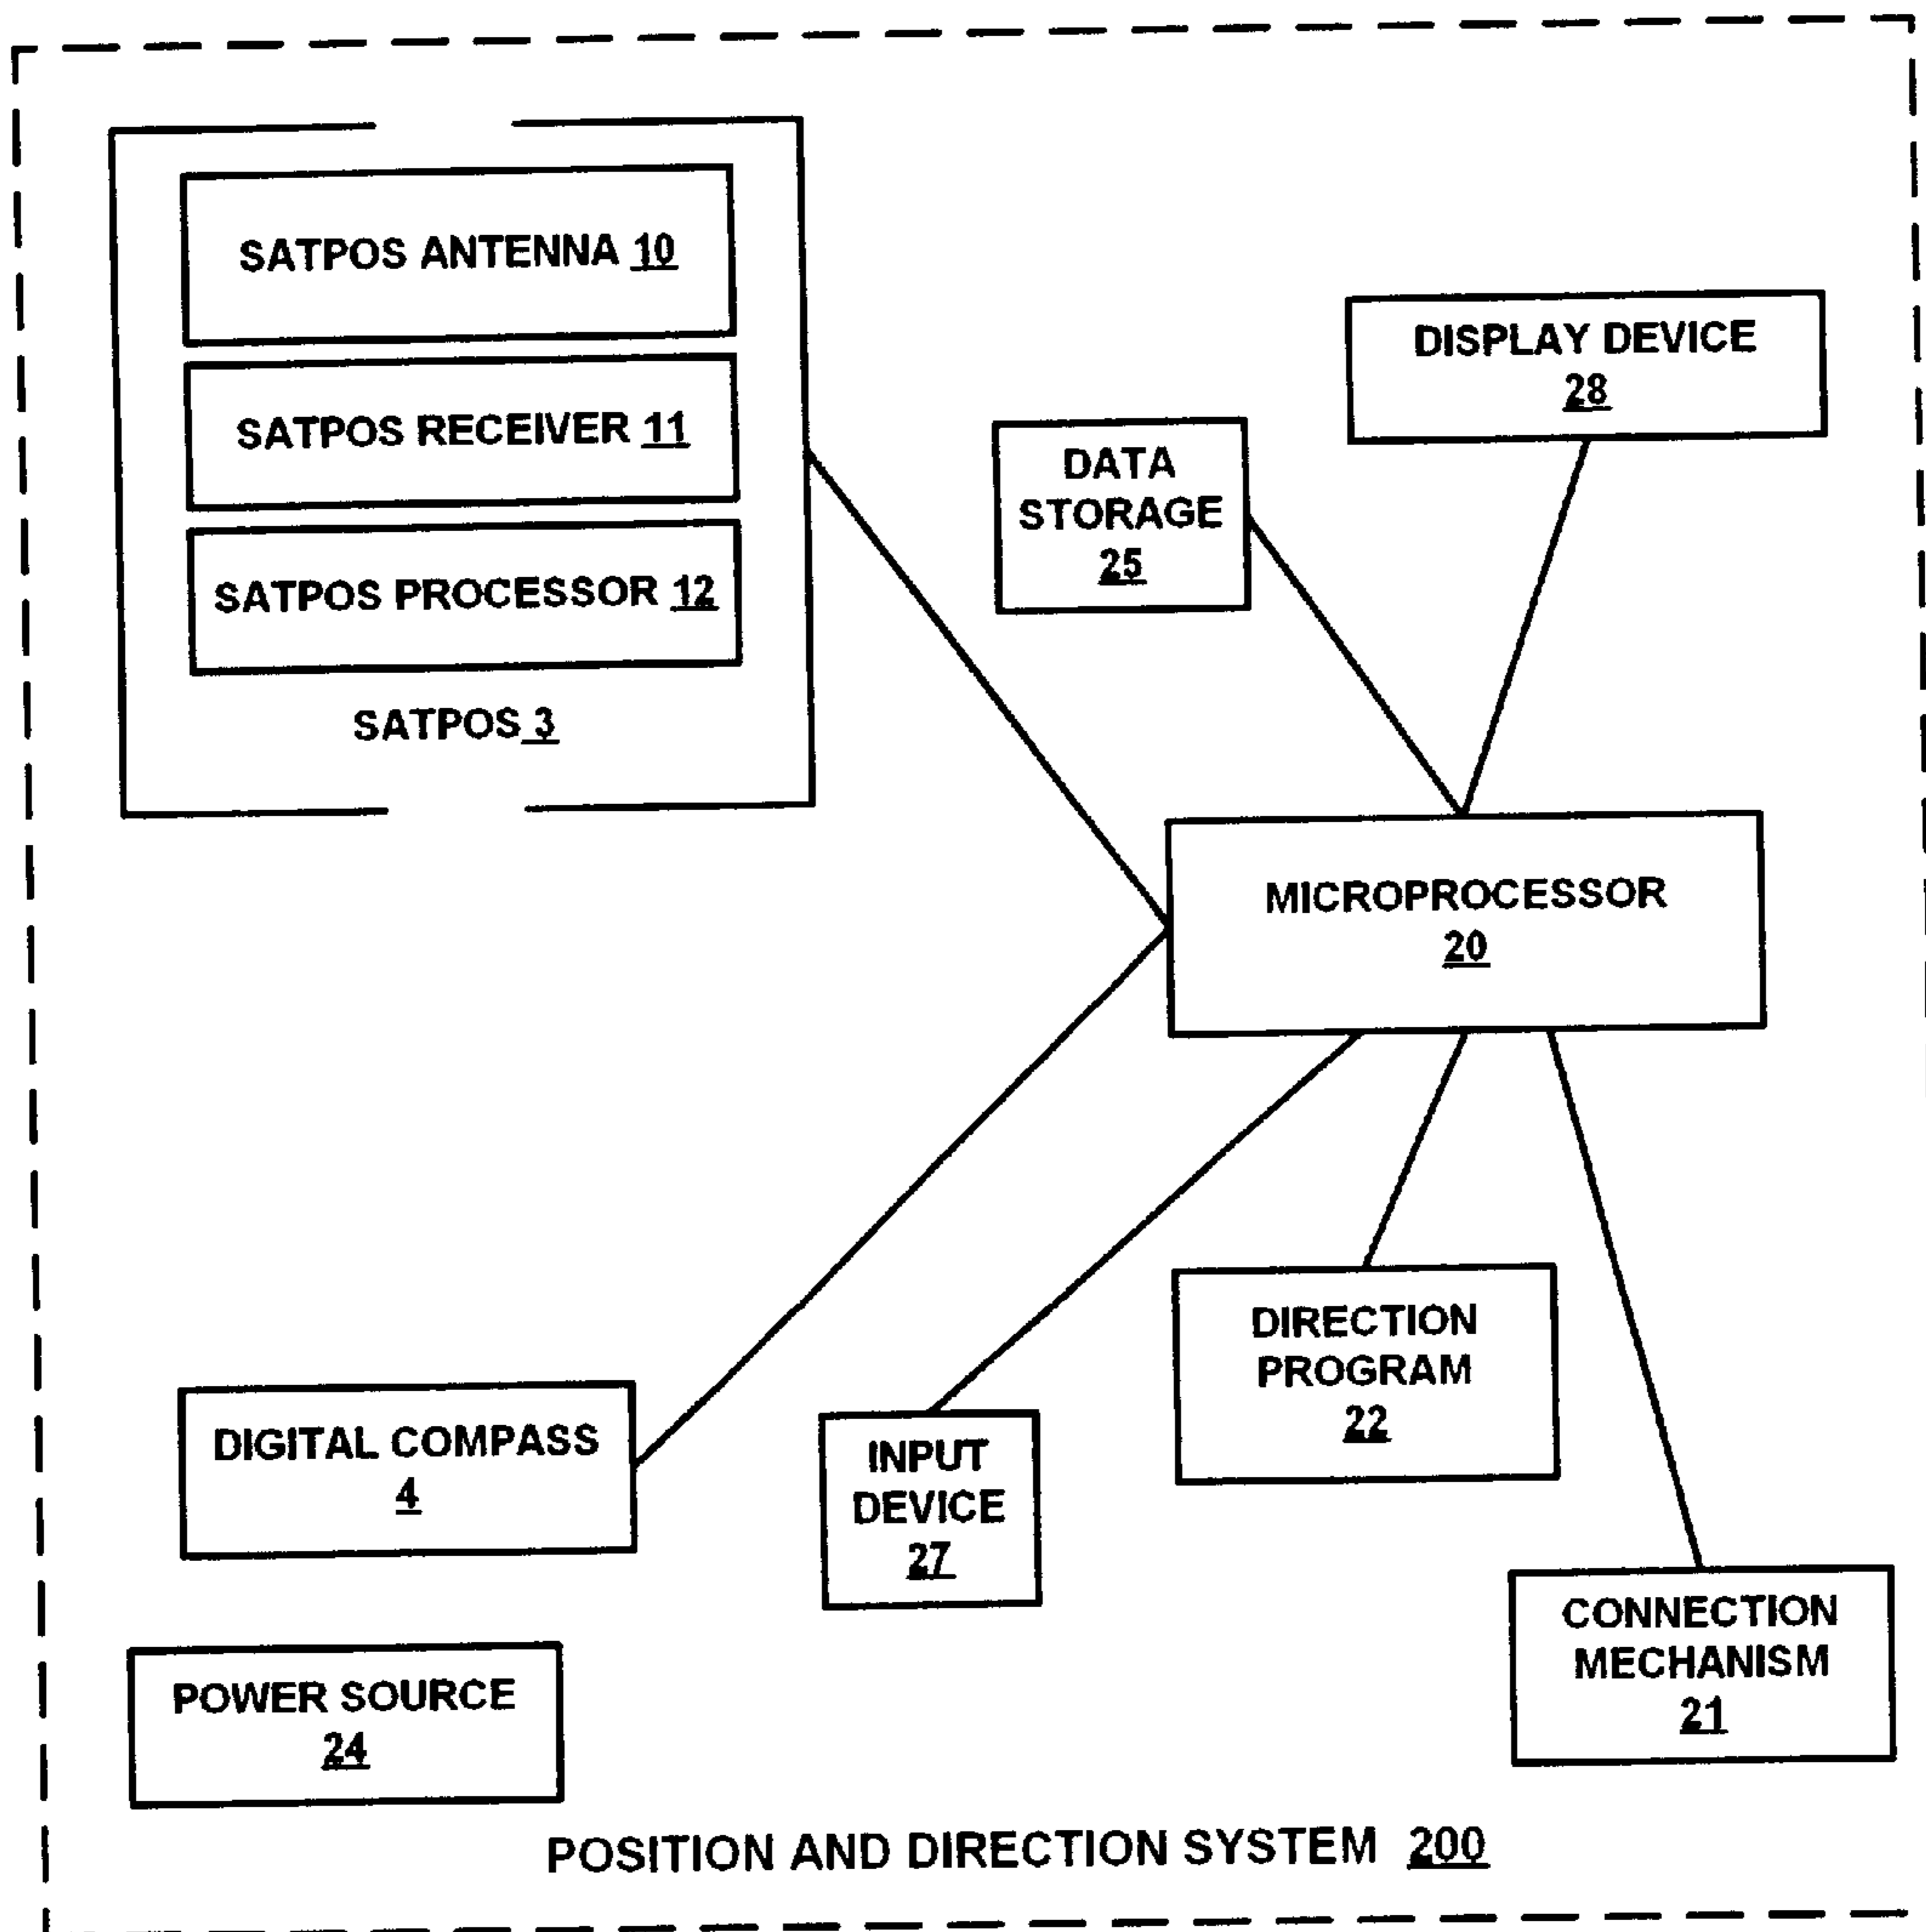 SATPOS ANTENNA 10
SATPOS RECEIVER 11
SATPOS PROCESSOR 12
SATPOS 3
DISPLAY DEVICE
28
DATA
STORAGE
25
MICROPROCESSOR
20
DIGITAL COMPASS
4
INPUT
DEVICE
27
DIRECTION
PROGRAM
22
CONNECTION
MECHANISM
21
POWER SOURCE
24
POSITION AND DIRECTION SYSTEM 200